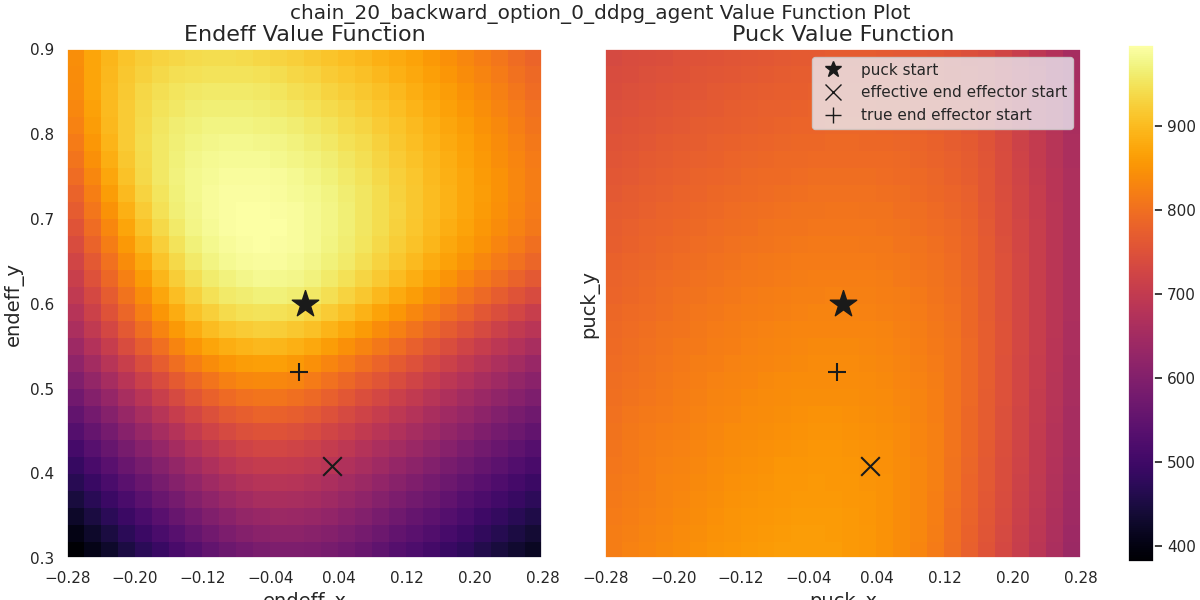 chain_20_backward_option_0_ddpg_agent Value Function Plot
Endeff Value Function
Puck Value Function
puck start
effective end effector start
true end effector start
endeff_y
0.9
0.8
0.7
0.6
0.5
0.4
0.3
−0.28 −0.20 −0.12 −0.04 0.04 0.12 0.20 0.28
endeff_x
puck_y
−0.28 −0.20 −0.12 −0.04 0.04 0.12 0.20 0.28
puck_x
900
800
700
600
500
400